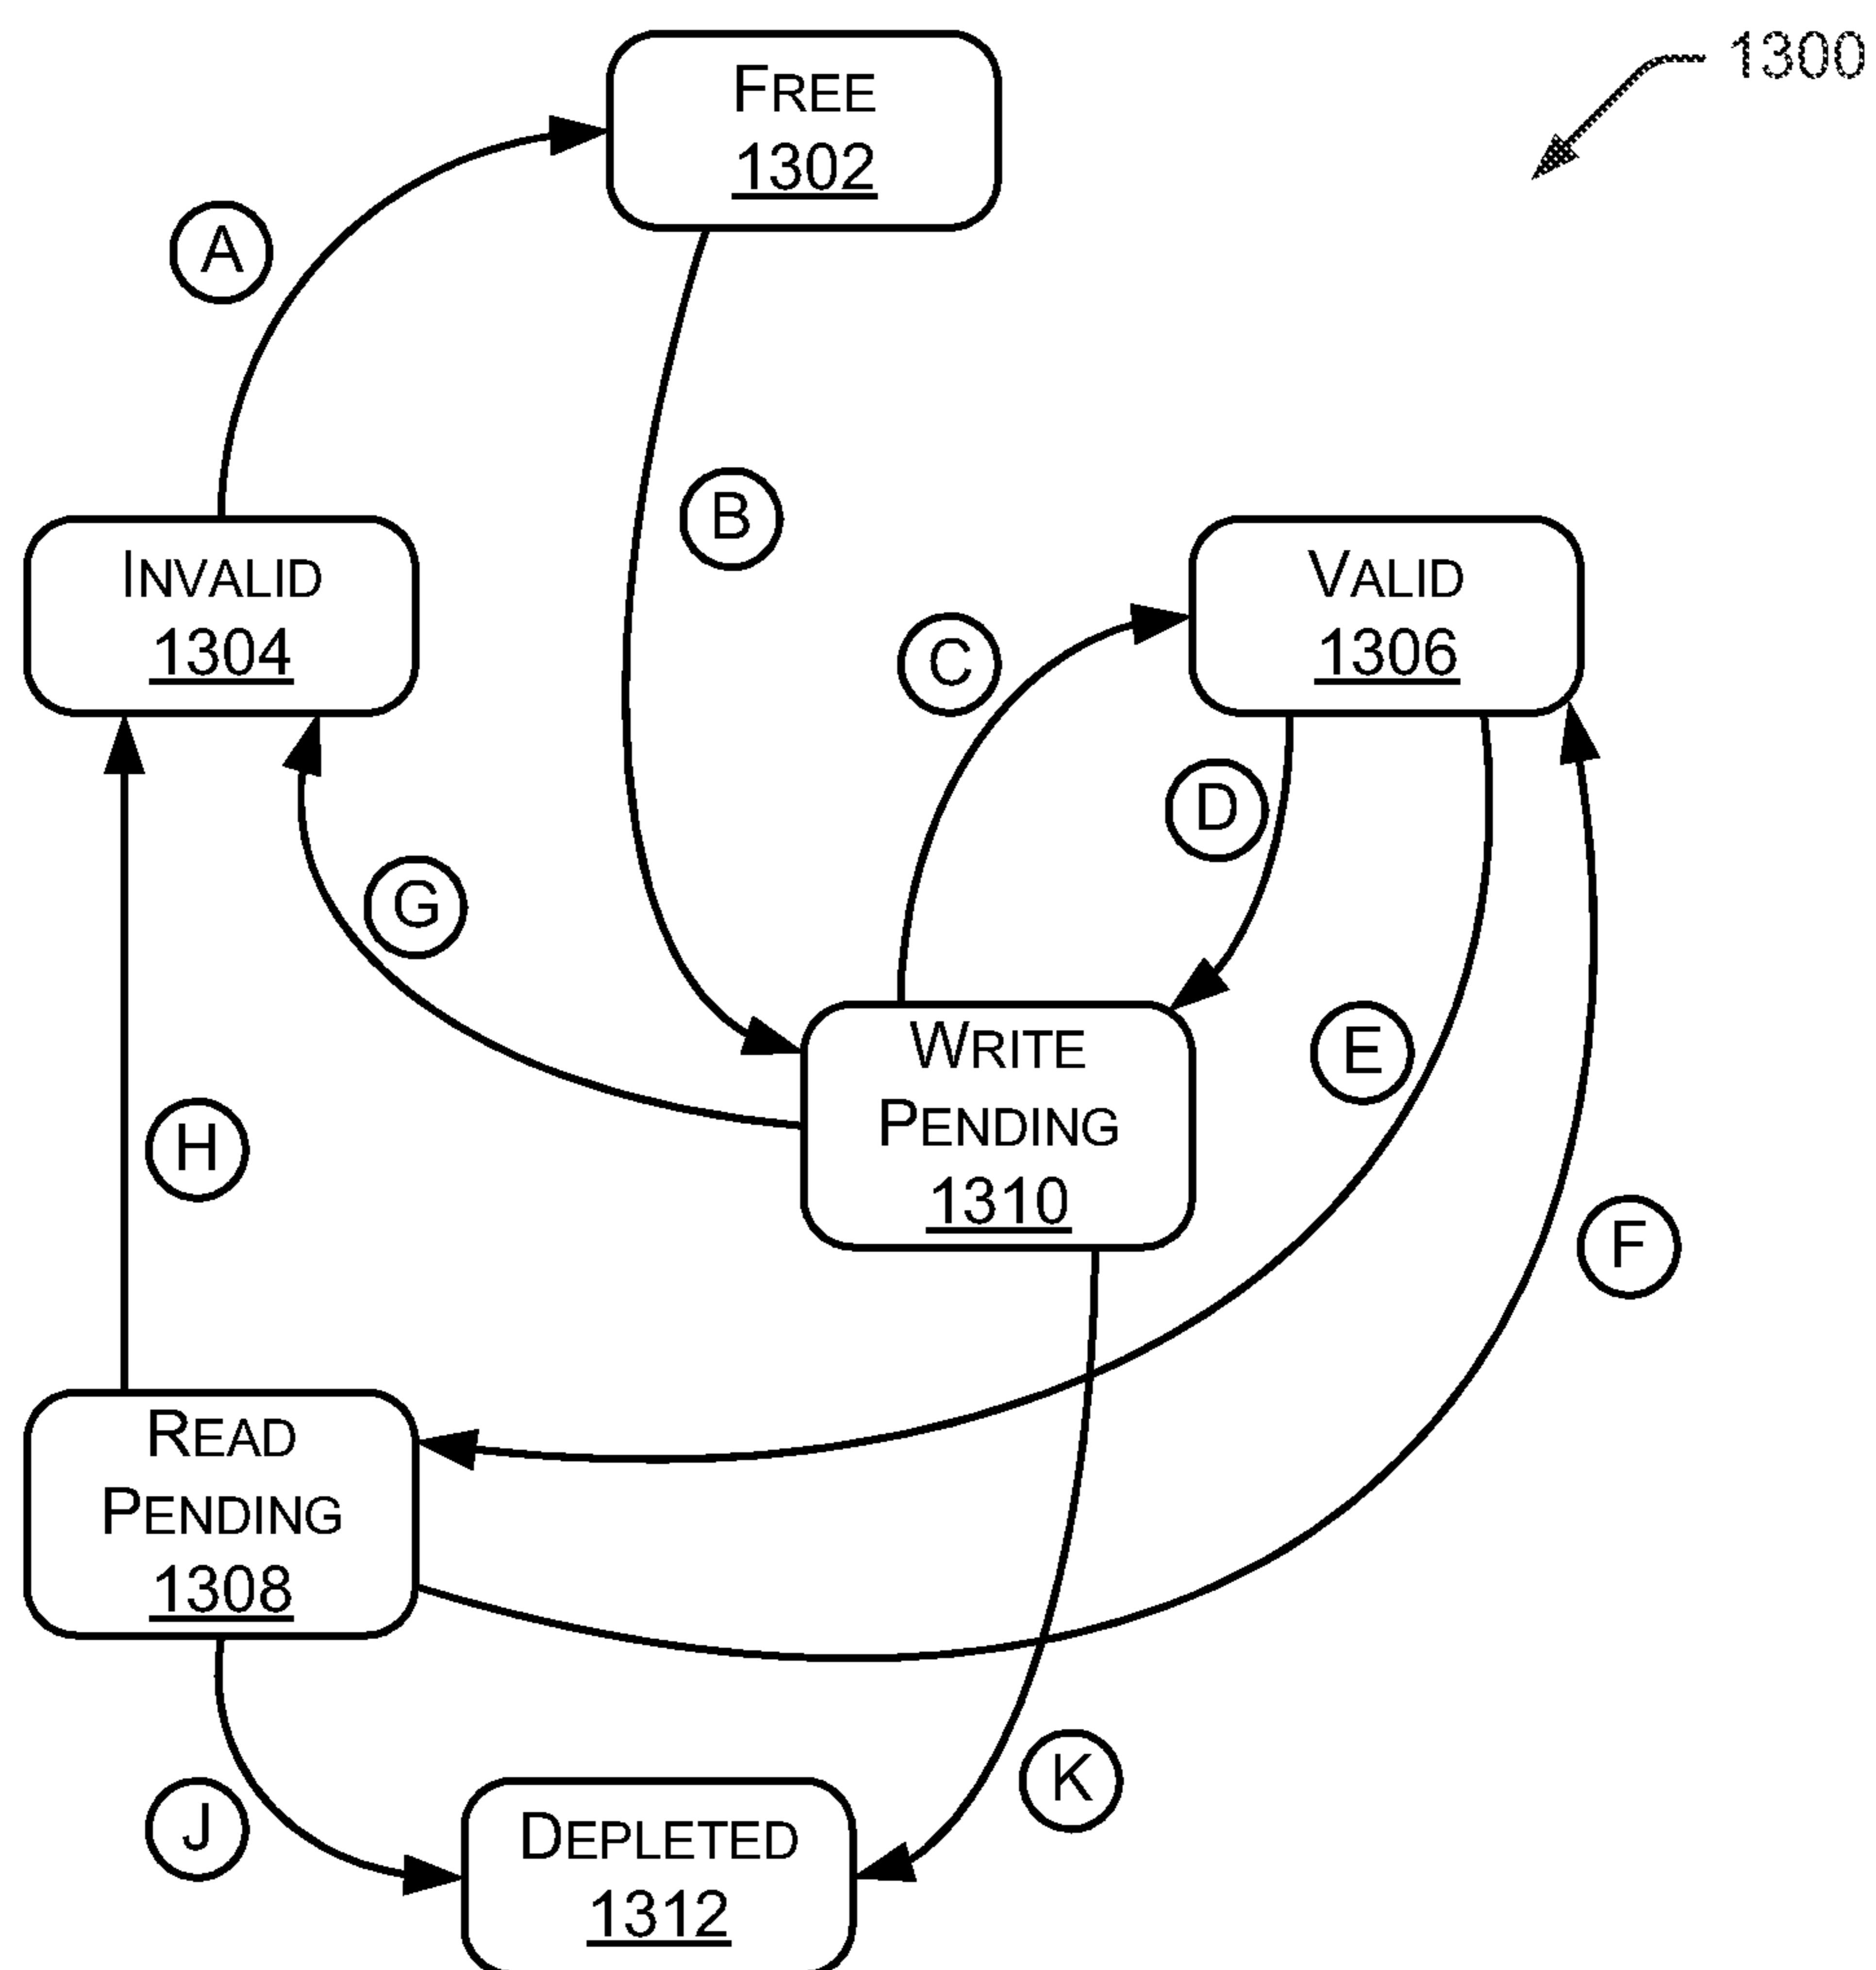 1300
FREE
1302
A
B
INVALID
1304
VALID
1306
C
D
G
WRITE
PENDING
1310
E
H
F
READ
PENDING
1308
K
J
DEPLETED
1312